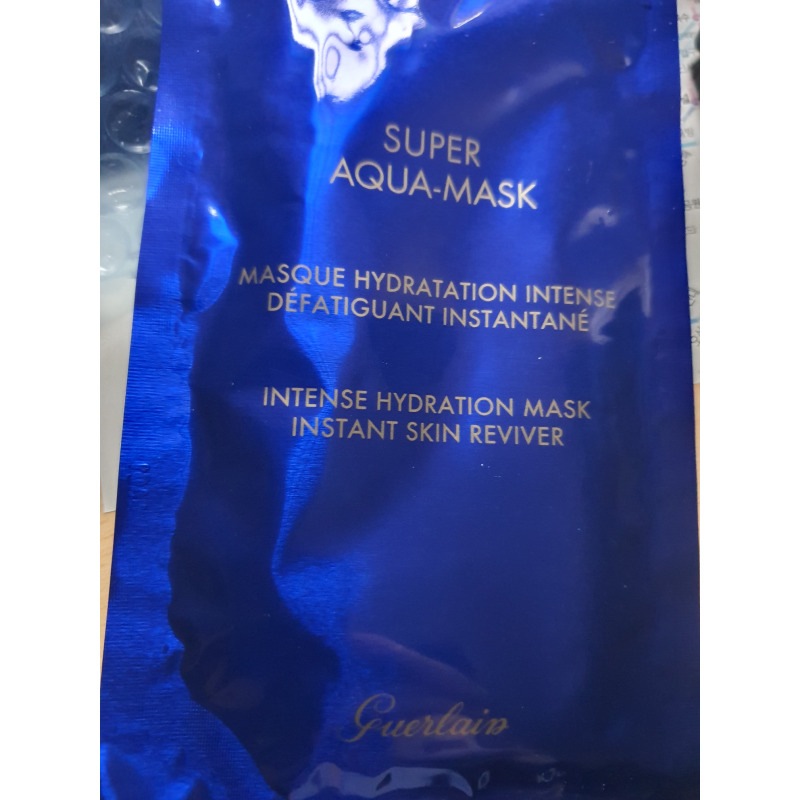 SUPER
AQUA-MASK
MASQUE HYDRATATION INTENSE
DÉFATIGUANT INSTANTANÉ
INTENSE HYDRATION MASK
INSTANT SKIN REVIVER
Guerlain